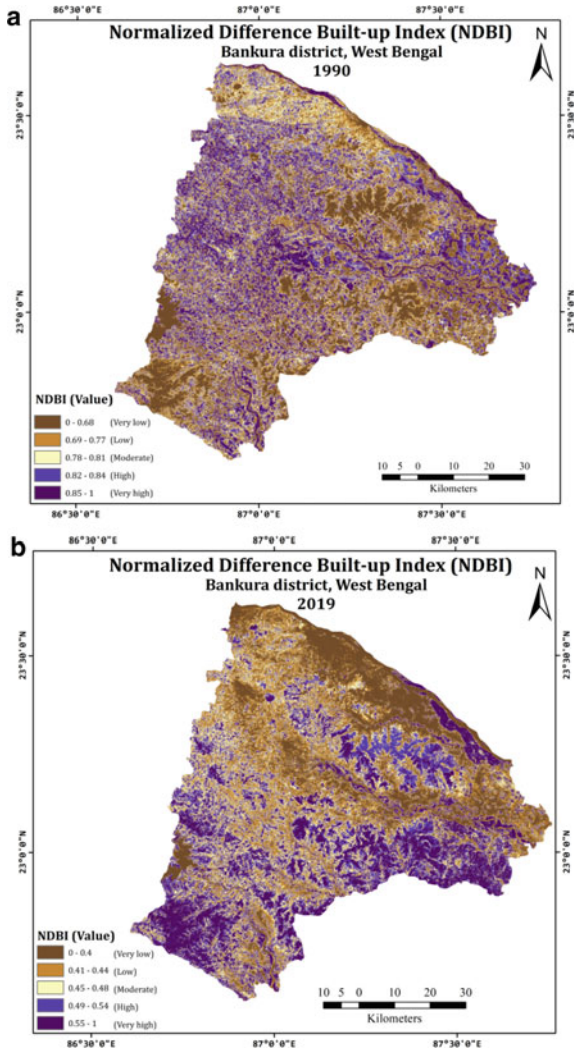 a
86°30'0"E 87°0'0"E 87°30'0"E
Normalized Difference Built-up Index (NDBI)
Bankura district, West Bengal
1990
N
23°30'0"N
23°30'0"N
23°0'0"N
23°0'0"N
NDBI (Value)
0 - 0.68 (Very low)
0.69 - 0.77 (Low)
0.78 - 0.81 (Moderate)
0.82 - 0.84 (High)
0.85 - 1 (Very high)
10 5 0 10 20 30
Kilometers
86°30'0"E 87°0'0"E 87°30'0"E
b
86°30'0"E 87°0'0"E 87°30'0"E
Normalized Difference Built-up Index (NDBI)
Bankura district, West Bengal
2019
N
23°30'0"N
23°30'0"N
23°0'0"N
23°0'0"N
NDBI (Value)
0 - 0.4 (Very low)
0.41 - 0.44 (Low)
0.45 - 0.48 (Moderate)
0.49 - 0.54 (High)
0.55 - 1 (Very high)
10 5 0 10 20 30
Kilometers
86°30'0"E 87°0'0"E 87°30'0"E